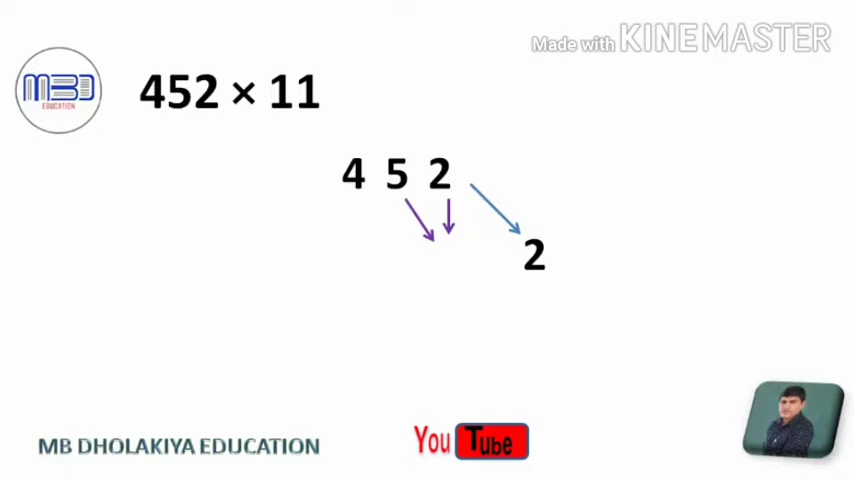 Made with KINEMASTER
MBD
EDUCATION
452 × 11
4 5 2
2
MB DHOLAKIYA EDUCATION
You Tube